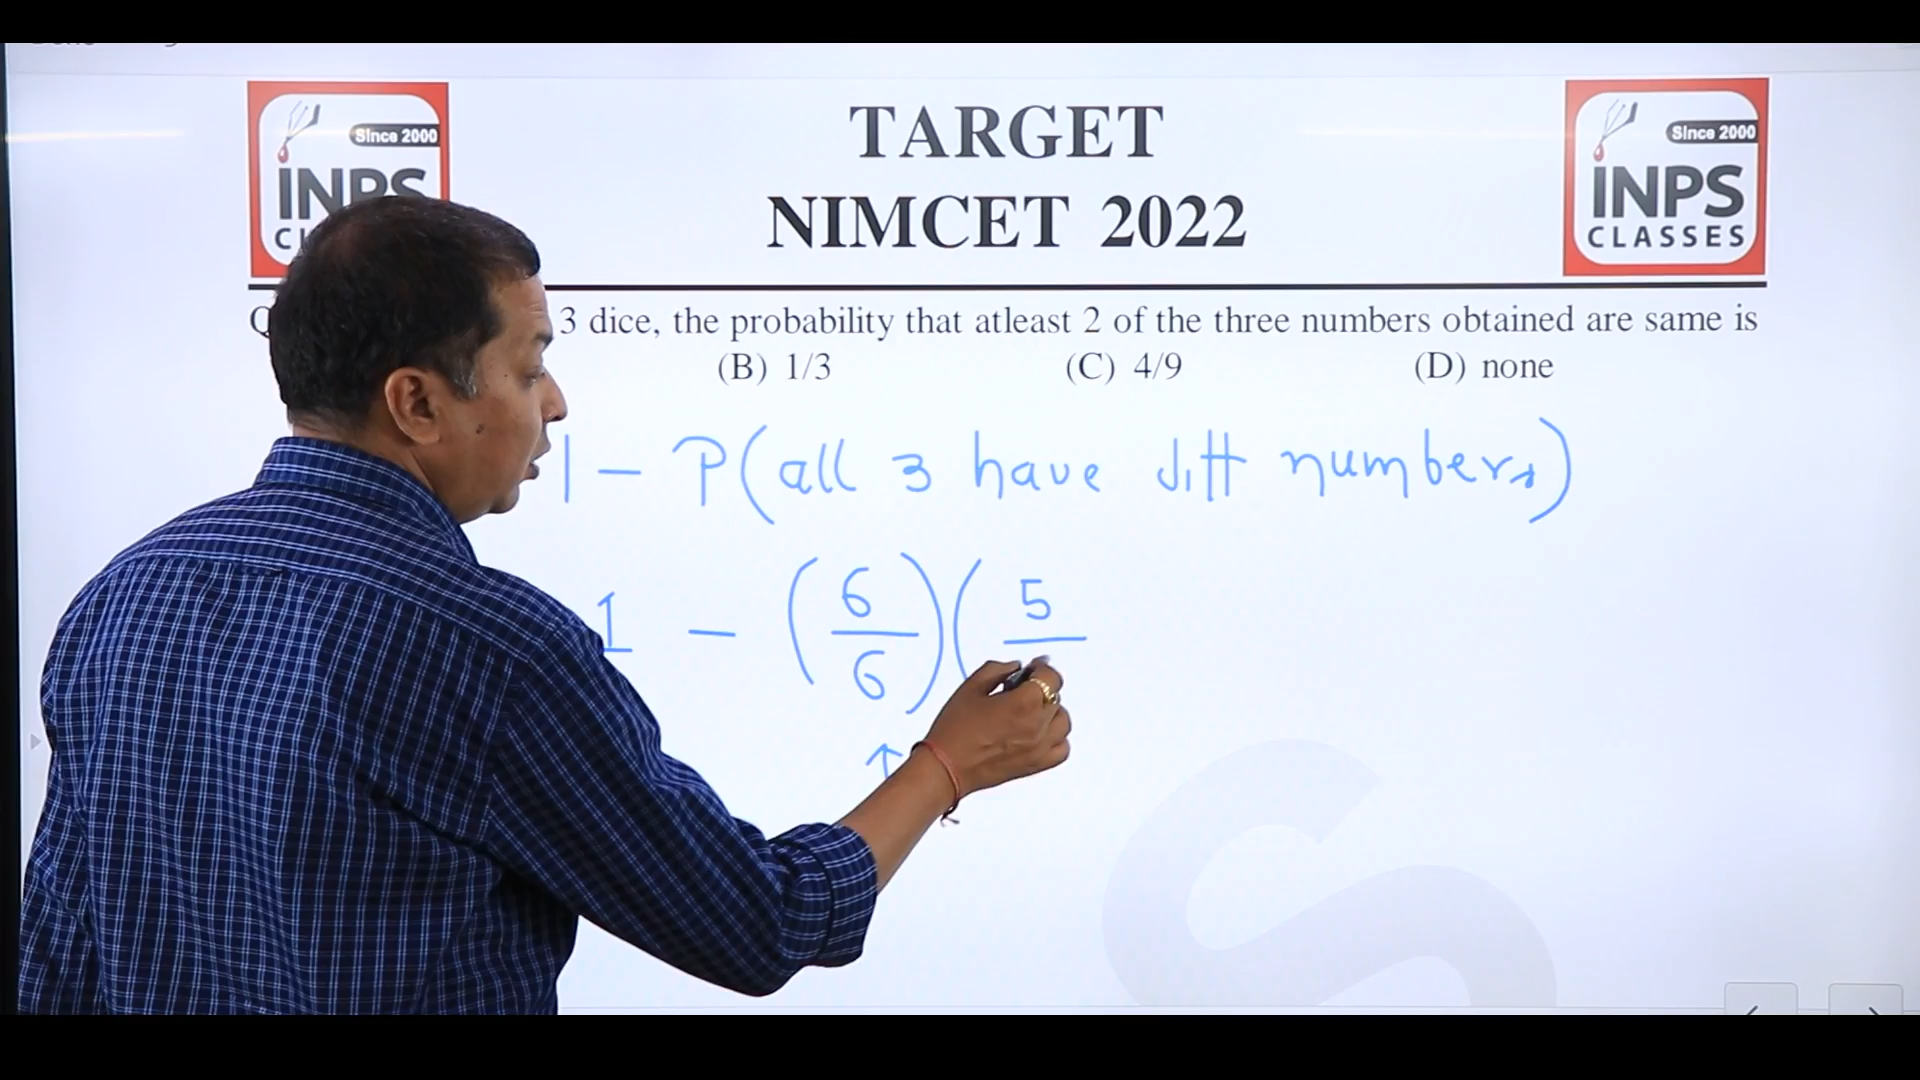 Since 2000
INPS
TARGET
NIMCET 2022
Since 2000
INPS
CLASSES
3 dice, the probability that atleast 2 of the three numbers obtained are same is
(B) 1/3 (C) 4/9 (D) none
1 – P(all 3 have diff numbers)
1 – (6/6)(5/